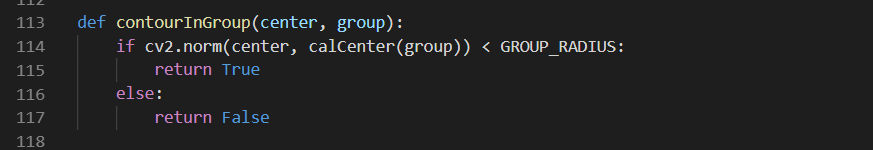 112
113 def contourInGroup(center, group):
114     if cv2.norm(center, calCenter(group)) < GROUP_RADIUS:
115         return True
116     else:
117         return False
118